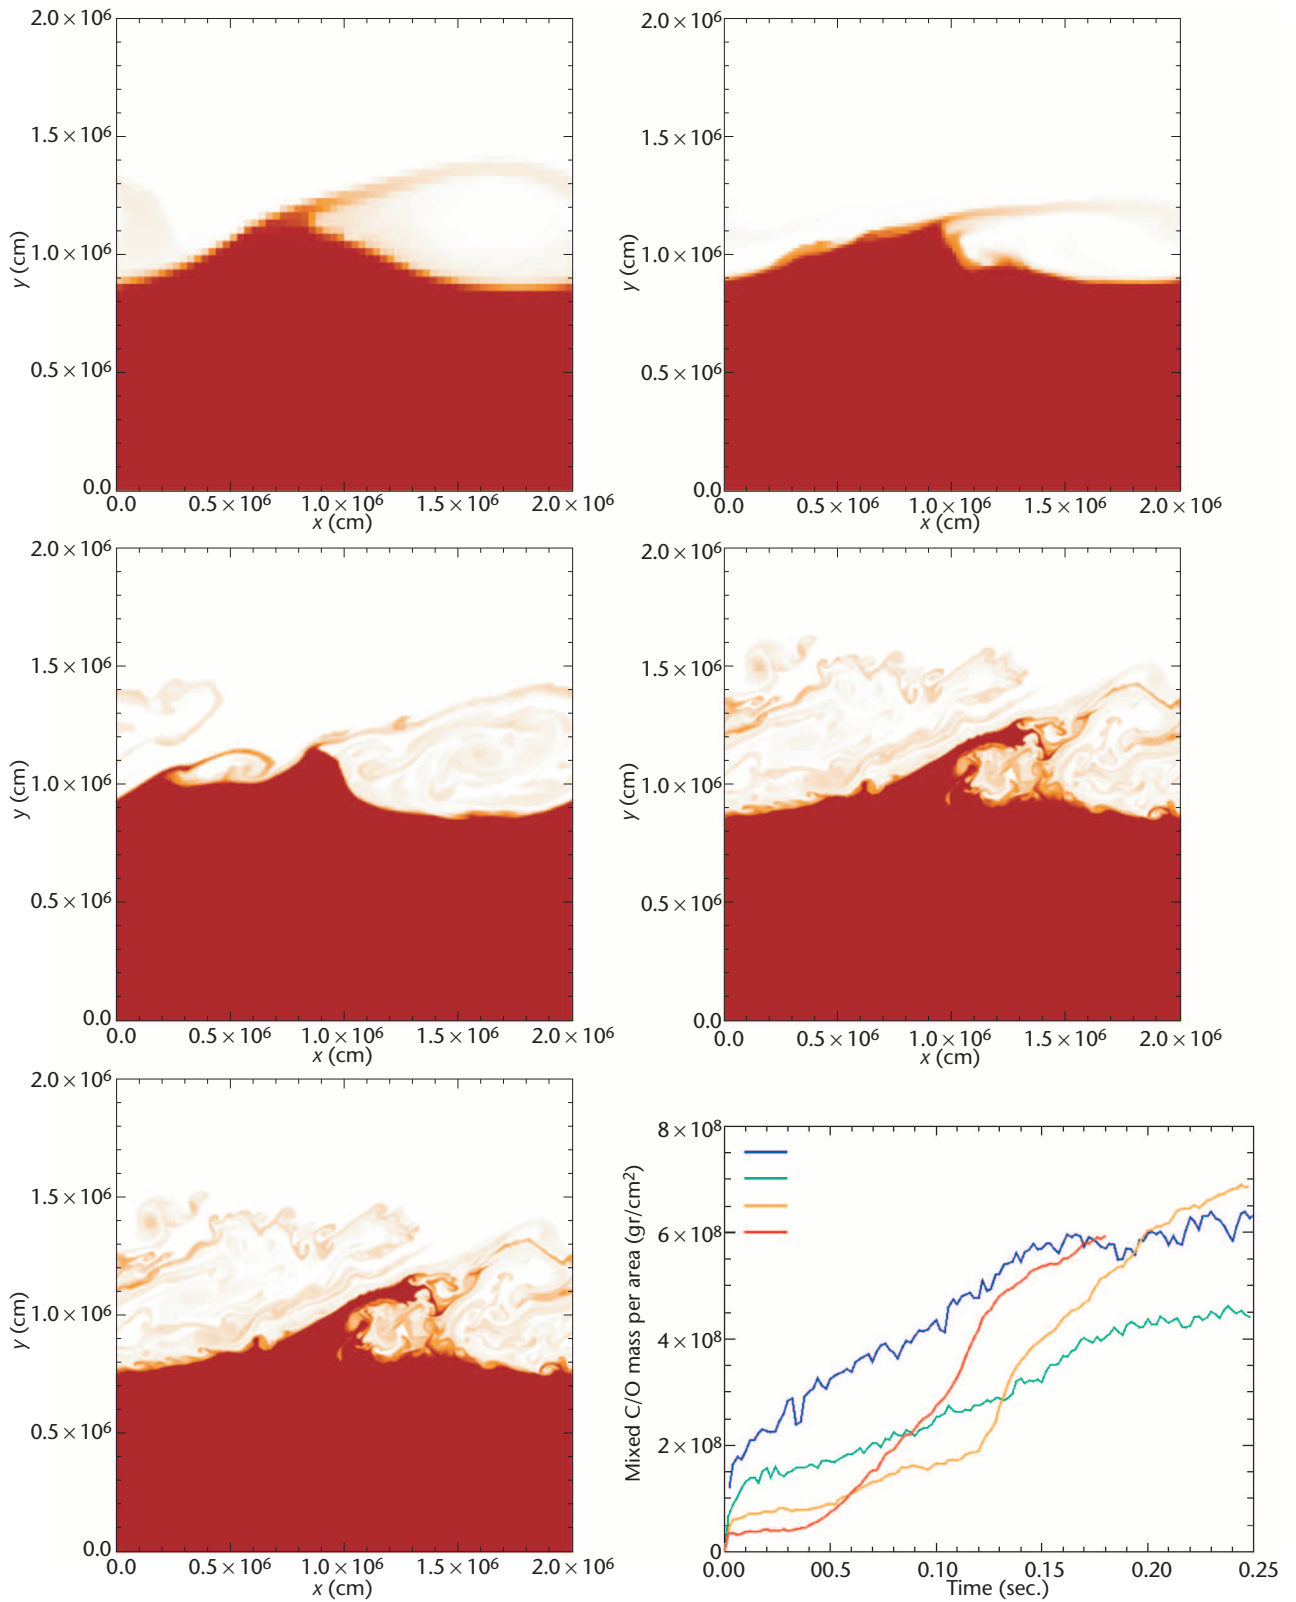 2.0 × 10⁶
1.5 × 10⁶
1.0 × 10⁶
0.5 × 10⁶
0.0
y (cm)
0.0 0.5 × 10⁶ 1.0 × 10⁶ 1.5 × 10⁶ 2.0 × 10⁶
x (cm)
2.0 × 10⁶
1.5 × 10⁶
1.0 × 10⁶
0.5 × 10⁶
0.0
y (cm)
0.0 0.5 × 10⁶ 1.0 × 10⁶ 1.5 × 10⁶ 2.0 × 10⁶
x (cm)
2.0 × 10⁶
1.5 × 10⁶
1.0 × 10⁶
0.5 × 10⁶
0.0
y (cm)
0.0 0.5 × 10⁶ 1.0 × 10⁶ 1.5 × 10⁶ 2.0 × 10⁶
x (cm)
2.0 × 10⁶
1.5 × 10⁶
1.0 × 10⁶
0.5 × 10⁶
0.0
y (cm)
0.0 0.5 × 10⁶ 1.0 × 10⁶ 1.5 × 10⁶ 2.0 × 10⁶
x (cm)
2.0 × 10⁶
1.5 × 10⁶
1.0 × 10⁶
0.5 × 10⁶
0.0
y (cm)
0.0 0.5 × 10⁶ 1.0 × 10⁶ 1.5 × 10⁶ 2.0 × 10⁶
x (cm)
8 × 10⁸
6 × 10⁸
4 × 10⁸
2 × 10⁸
0
Mixed C/O mass per area (gr/cm²)
0.00 00.5 0.10 0.15 0.20 0.25
Time (sec.)